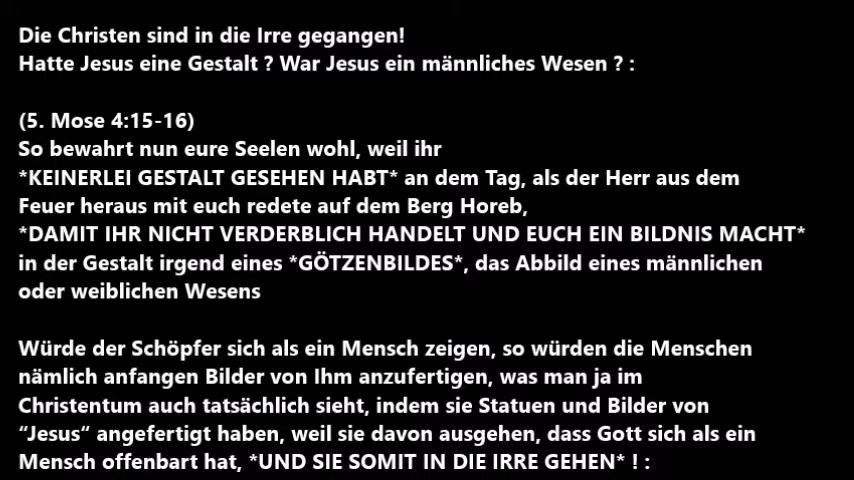 Die Christen sind in die Irre gegangen!
Hatte Jesus eine Gestalt ? War Jesus ein männliches Wesen ? :
(5. Mose 4:15-16)
So bewahrt nun eure Seelen wohl, weil ihr
*KEINERLEI GESTALT GESEHEN HABT* an dem Tag, als der Herr aus dem
Feuer heraus mit euch redete auf dem Berg Horeb,
*DAMIT IHR NICHT VERDERBLICH HANDELT UND EUCH EIN BILDNIS MACHT*
in der Gestalt irgend eines *GÖTZENBILDES*, das Abbild eines männlichen
oder weiblichen Wesens
Würde der Schöpfer sich als ein Mensch zeigen, so würden die Menschen
nämlich anfangen Bilder von Ihm anzufertigen, was man ja im
Christentum auch tatsächlich sieht, indem sie Statuen und Bilder von
“Jesus“ angefertigt haben, weil sie davon ausgehen, dass Gott sich als ein
Mensch offenbart hat, *UND SIE SOMIT IN DIE IRRE GEHEN* ! :